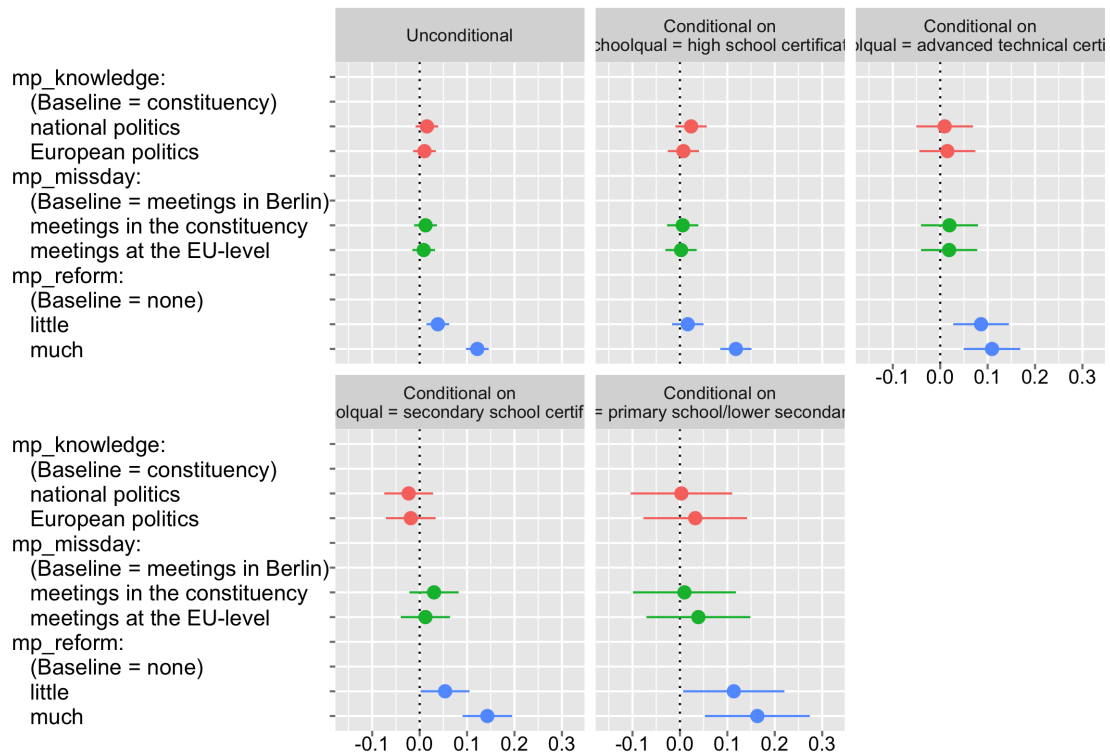 Unconditional
Conditional on
choolqual = high school certificat
Conditional on
olqual = advanced technical certi
mp_knowledge:
(Baseline = constituency)
national politics
European politics
mp_missday:
(Baseline = meetings in Berlin)
meetings in the constituency
meetings at the EU-level
mp_reform:
(Baseline = none)
little
much
-0.1 0.0 0.1 0.2 0.3
Conditional on
olqual = secondary school certif
Conditional on
= primary school/lower secondar
mp_knowledge:
(Baseline = constituency)
national politics
European politics
mp_missday:
(Baseline = meetings in Berlin)
meetings in the constituency
meetings at the EU-level
mp_reform:
(Baseline = none)
little
much
-0.1 0.0 0.1 0.2 0.3
-0.1 0.0 0.1 0.2 0.3